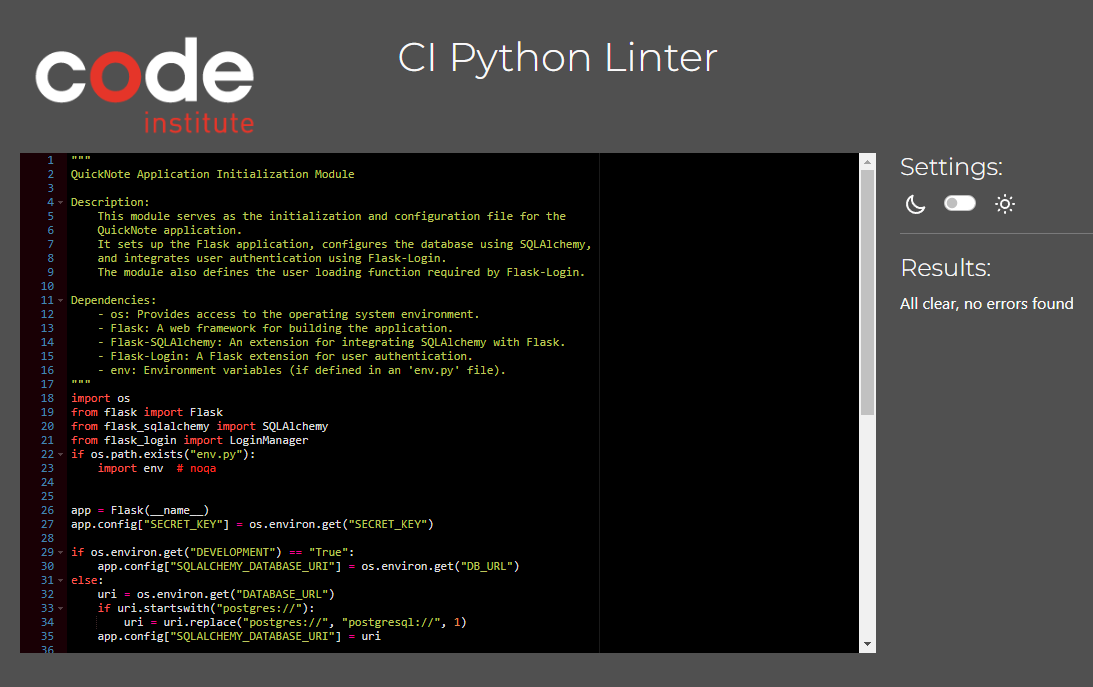 code
institute
CI Python Linter
1 """
2 QuickNote Application Initialization Module
3
4 Description:
5     This module serves as the initialization and configuration file for the
6     QuickNote application.
7     It sets up the Flask application, configures the database using SQLAlchemy,
8     and integrates user authentication using Flask-Login.
9     The module also defines the user loading function required by Flask-Login.
10
11 Dependencies:
12     - os: Provides access to the operating system environment.
13     - Flask: A web framework for building the application.
14     - Flask-SQLAlchemy: An extension for integrating SQLAlchemy with Flask.
15     - Flask-Login: A Flask extension for user authentication.
16     - env: Environment variables (if defined in an 'env.py' file).
17 """
18 import os
19 from flask import Flask
20 from flask_sqlalchemy import SQLAlchemy
21 from flask_login import LoginManager
22 if os.path.exists("env.py"):
23     import env  # noqa
24
25
26 app = Flask(__name__)
27 app.config["SECRET_KEY"] = os.environ.get("SECRET_KEY")
28
29 if os.environ.get("DEVELOPMENT") == "True":
30     app.config["SQLALCHEMY_DATABASE_URI"] = os.environ.get("DB_URL")
31 else:
32     uri = os.environ.get("DATABASE_URL")
33     if uri.startswith("postgres://"):
34         uri = uri.replace("postgres://", "postgresql://", 1)
35     app.config["SQLALCHEMY_DATABASE_URI"] = uri
36
Settings:
Results:
All clear, no errors found